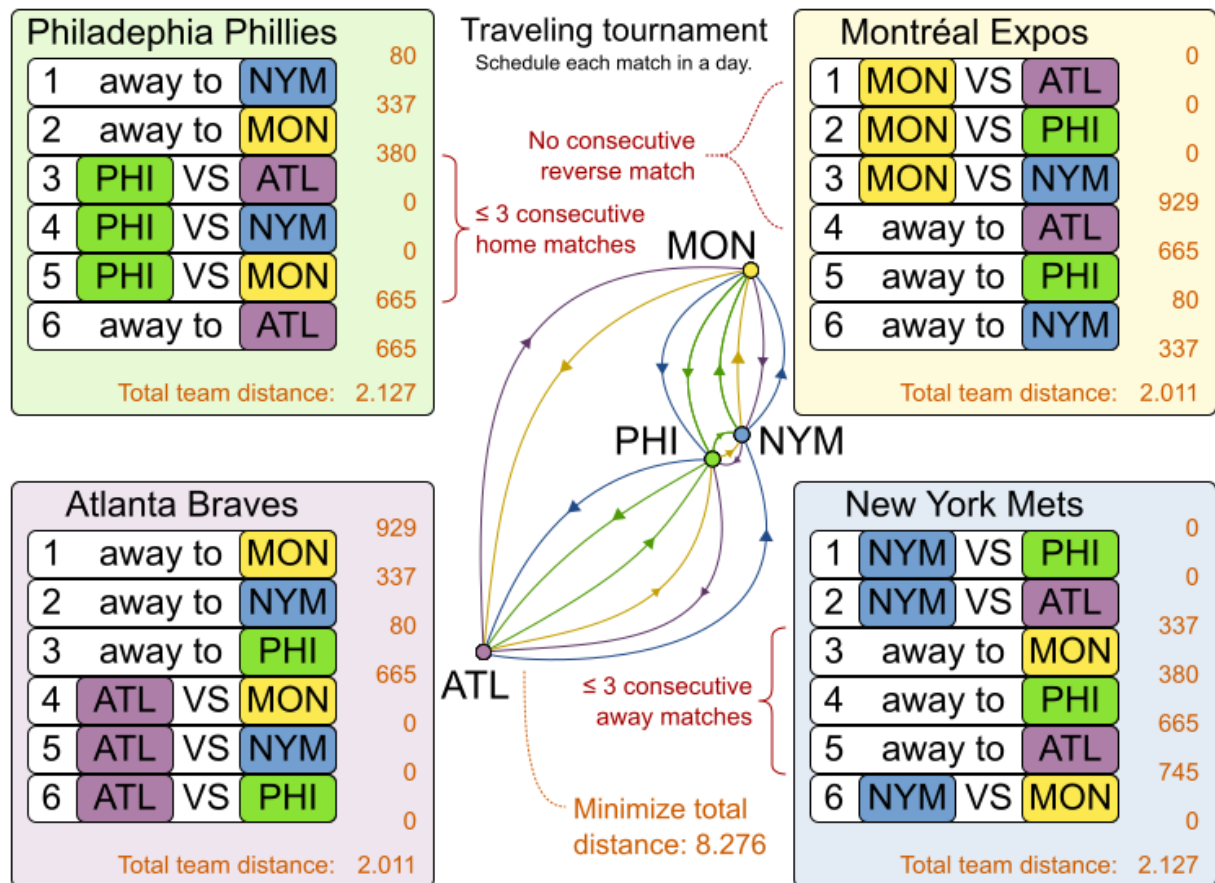 Philadephia Phillies
80
1 away to NYM
337
2 away to MON
380
3 PHI VS ATL
0
4 PHI VS NYM
0
5 PHI VS MON
665
6 away to ATL
665
Total team distance: 2.127
Traveling tournament
Schedule each match in a day.
No consecutive
reverse match
≤ 3 consecutive
home matches
Montréal Expos
0
1 MON VS ATL
0
2 MON VS PHI
0
3 MON VS NYM
929
4 away to ATL
665
5 away to PHI
80
6 away to NYM
337
Total team distance: 2.011
MON
PHI
NYM
ATL
Atlanta Braves
929
1 away to MON
337
2 away to NYM
80
3 away to PHI
665
4 ATL VS MON
0
5 ATL VS NYM
0
6 ATL VS PHI
0
Total team distance: 2.011
≤ 3 consecutive
away matches
Minimize total
distance: 8.276
New York Mets
0
1 NYM VS PHI
0
2 NYM VS ATL
337
3 away to MON
380
4 away to PHI
665
5 away to ATL
745
6 NYM VS MON
0
Total team distance: 2.127